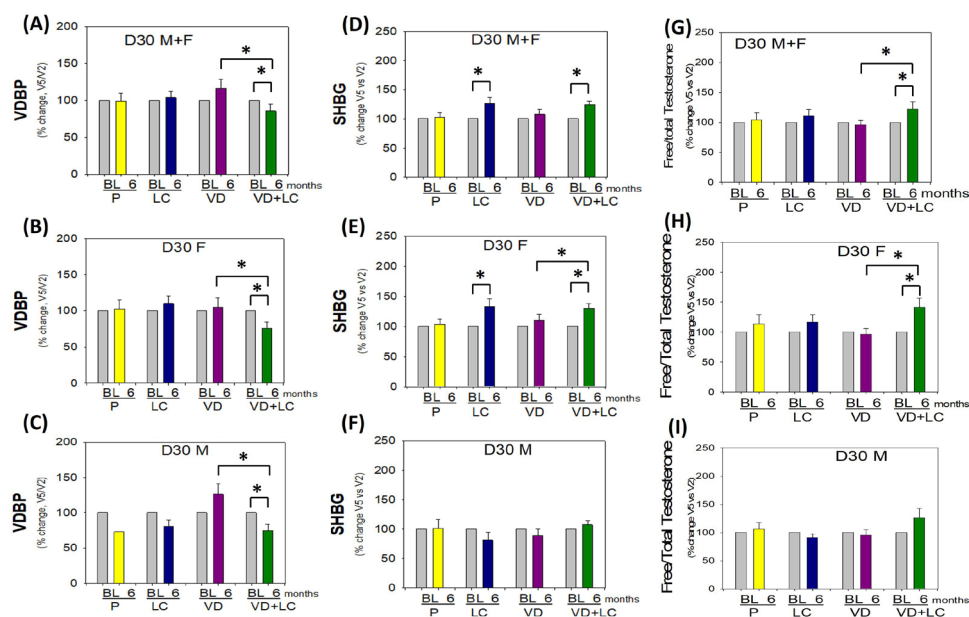 (A)
200
D30 M+F
150
*
*
100
50
0
VDBP
(% change, V5/V2)
BL 6 BL 6 BL 6 BL 6 months
P LC VD VD+LC
(B)
200
D30 F
150
*
*
100
50
0
VDBP
(% change, V5/V2)
BL 6 BL 6 BL 6 BL 6 months
P LC VD VD+LC
(C)
200
D30 M
150
*
*
100
50
0
VDBP
(% change, V5/V2)
BL 6 BL 6 BL 6 BL 6 months
P LC VD VD+LC
(D)
250
D30 M+F
200
* *
150
100
50
0
SHBG
(% change V5 vs V2)
BL 6 BL 6 BL 6 BL 6 months
P LC VD VD+LC
(E)
250
D30 F
200
*
* *
150
100
50
0
SHBG
(% change V5 vs V2)
BL 6 BL 6 BL 6 BL 6 months
P LC VD VD+LC
(F)
250
D30 M
200
150
100
50
0
SHBG
(% change V5 vs V2)
BL 6 BL 6 BL 6 BL 6 months
P LC VD VD+LC
(G)
250
D30 M+F
200
*
*
150
100
50
0
Free/total Testosterone
(% change V5 vs V2)
BL 6 BL 6 BL 6 BL 6 months
P LC VD VD+LC
(H)
250
D30 F
200
*
*
150
100
50
0
Free/Total Testosterone
(% change V5 vs V2)
BL 6 BL 6 BL 6 BL 6 months
P LC VD VD+LC
(I)
250
D30 M
200
150
100
50
0
Free/Total Testosterone
(% change V5 vs V2)
BL 6 BL 6 BL 6 BL 6 months
P LC VD VD+LC